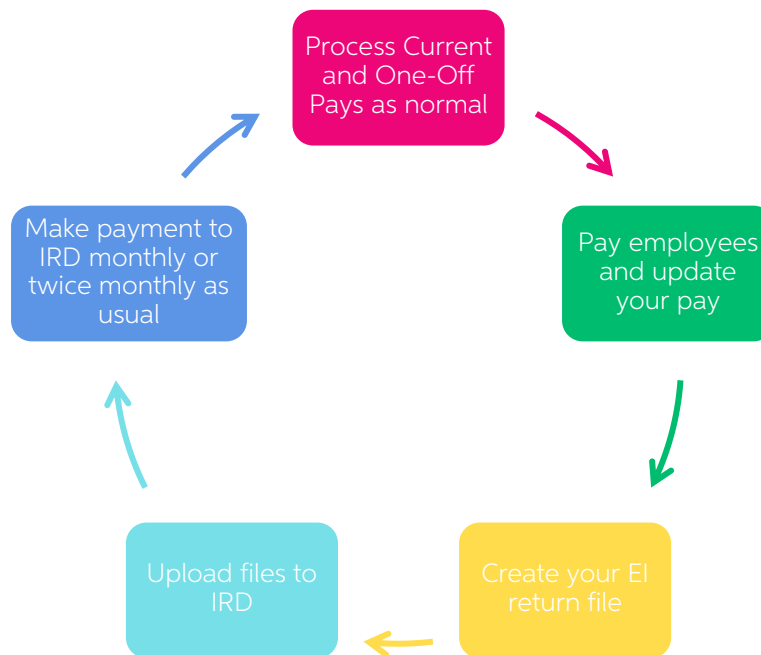 Process Current
and One-Off
Pays as normal
Make payment to
IRD monthly or
twice monthly as
usual
Pay employees
and update
your pay
Upload files to
IRD
Create your EI
return file